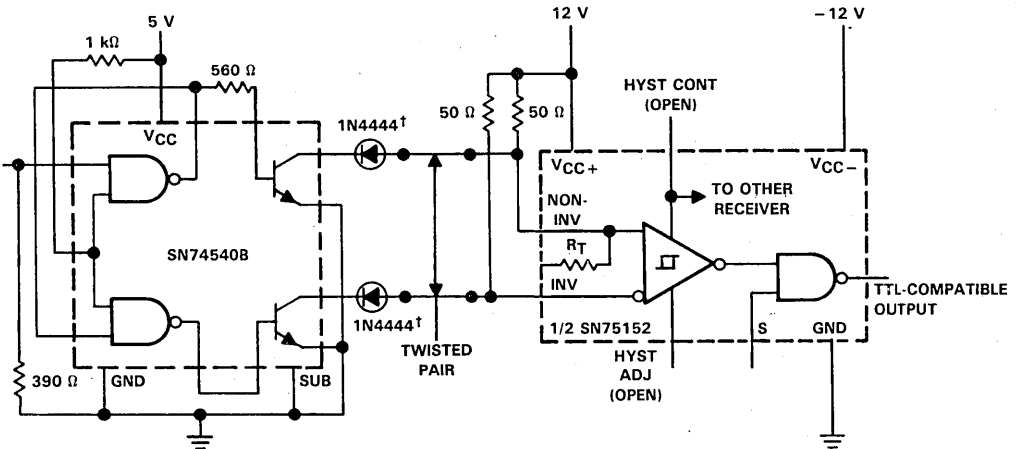 5 V
12 V
−12 V
1 kΩ
560 Ω
HYST CONT
(OPEN)
50 Ω
50 Ω
1N4444†
VCC
VCC+
VCC−
TO OTHER
RECEIVER
NON-
INV
RT
SN74540B
INV
TTL-COMPATIBLE
OUTPUT
1N4444†
1/2 SN75152
S
GND
TWISTED
PAIR
HYST
ADJ
(OPEN)
390 Ω
GND
SUB